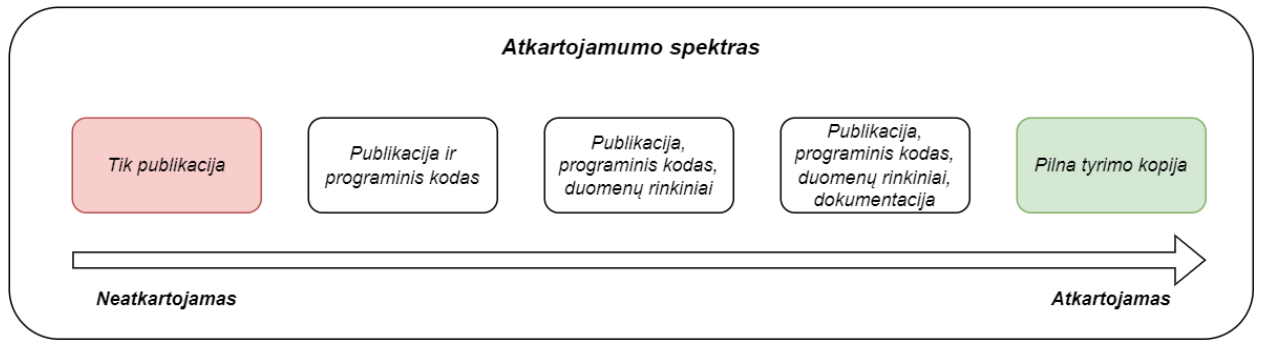 Atkartojamumo spektras
Tik publikacija
Publikacija ir
programinis kodas
Publikacija,
programinis kodas,
duomenų rinkiniai
Publikacija,
programinis kodas,
duomenų rinkiniai,
dokumentacija
Pilna tyrimo kopija
Neatkartojamas
Atkartojamas